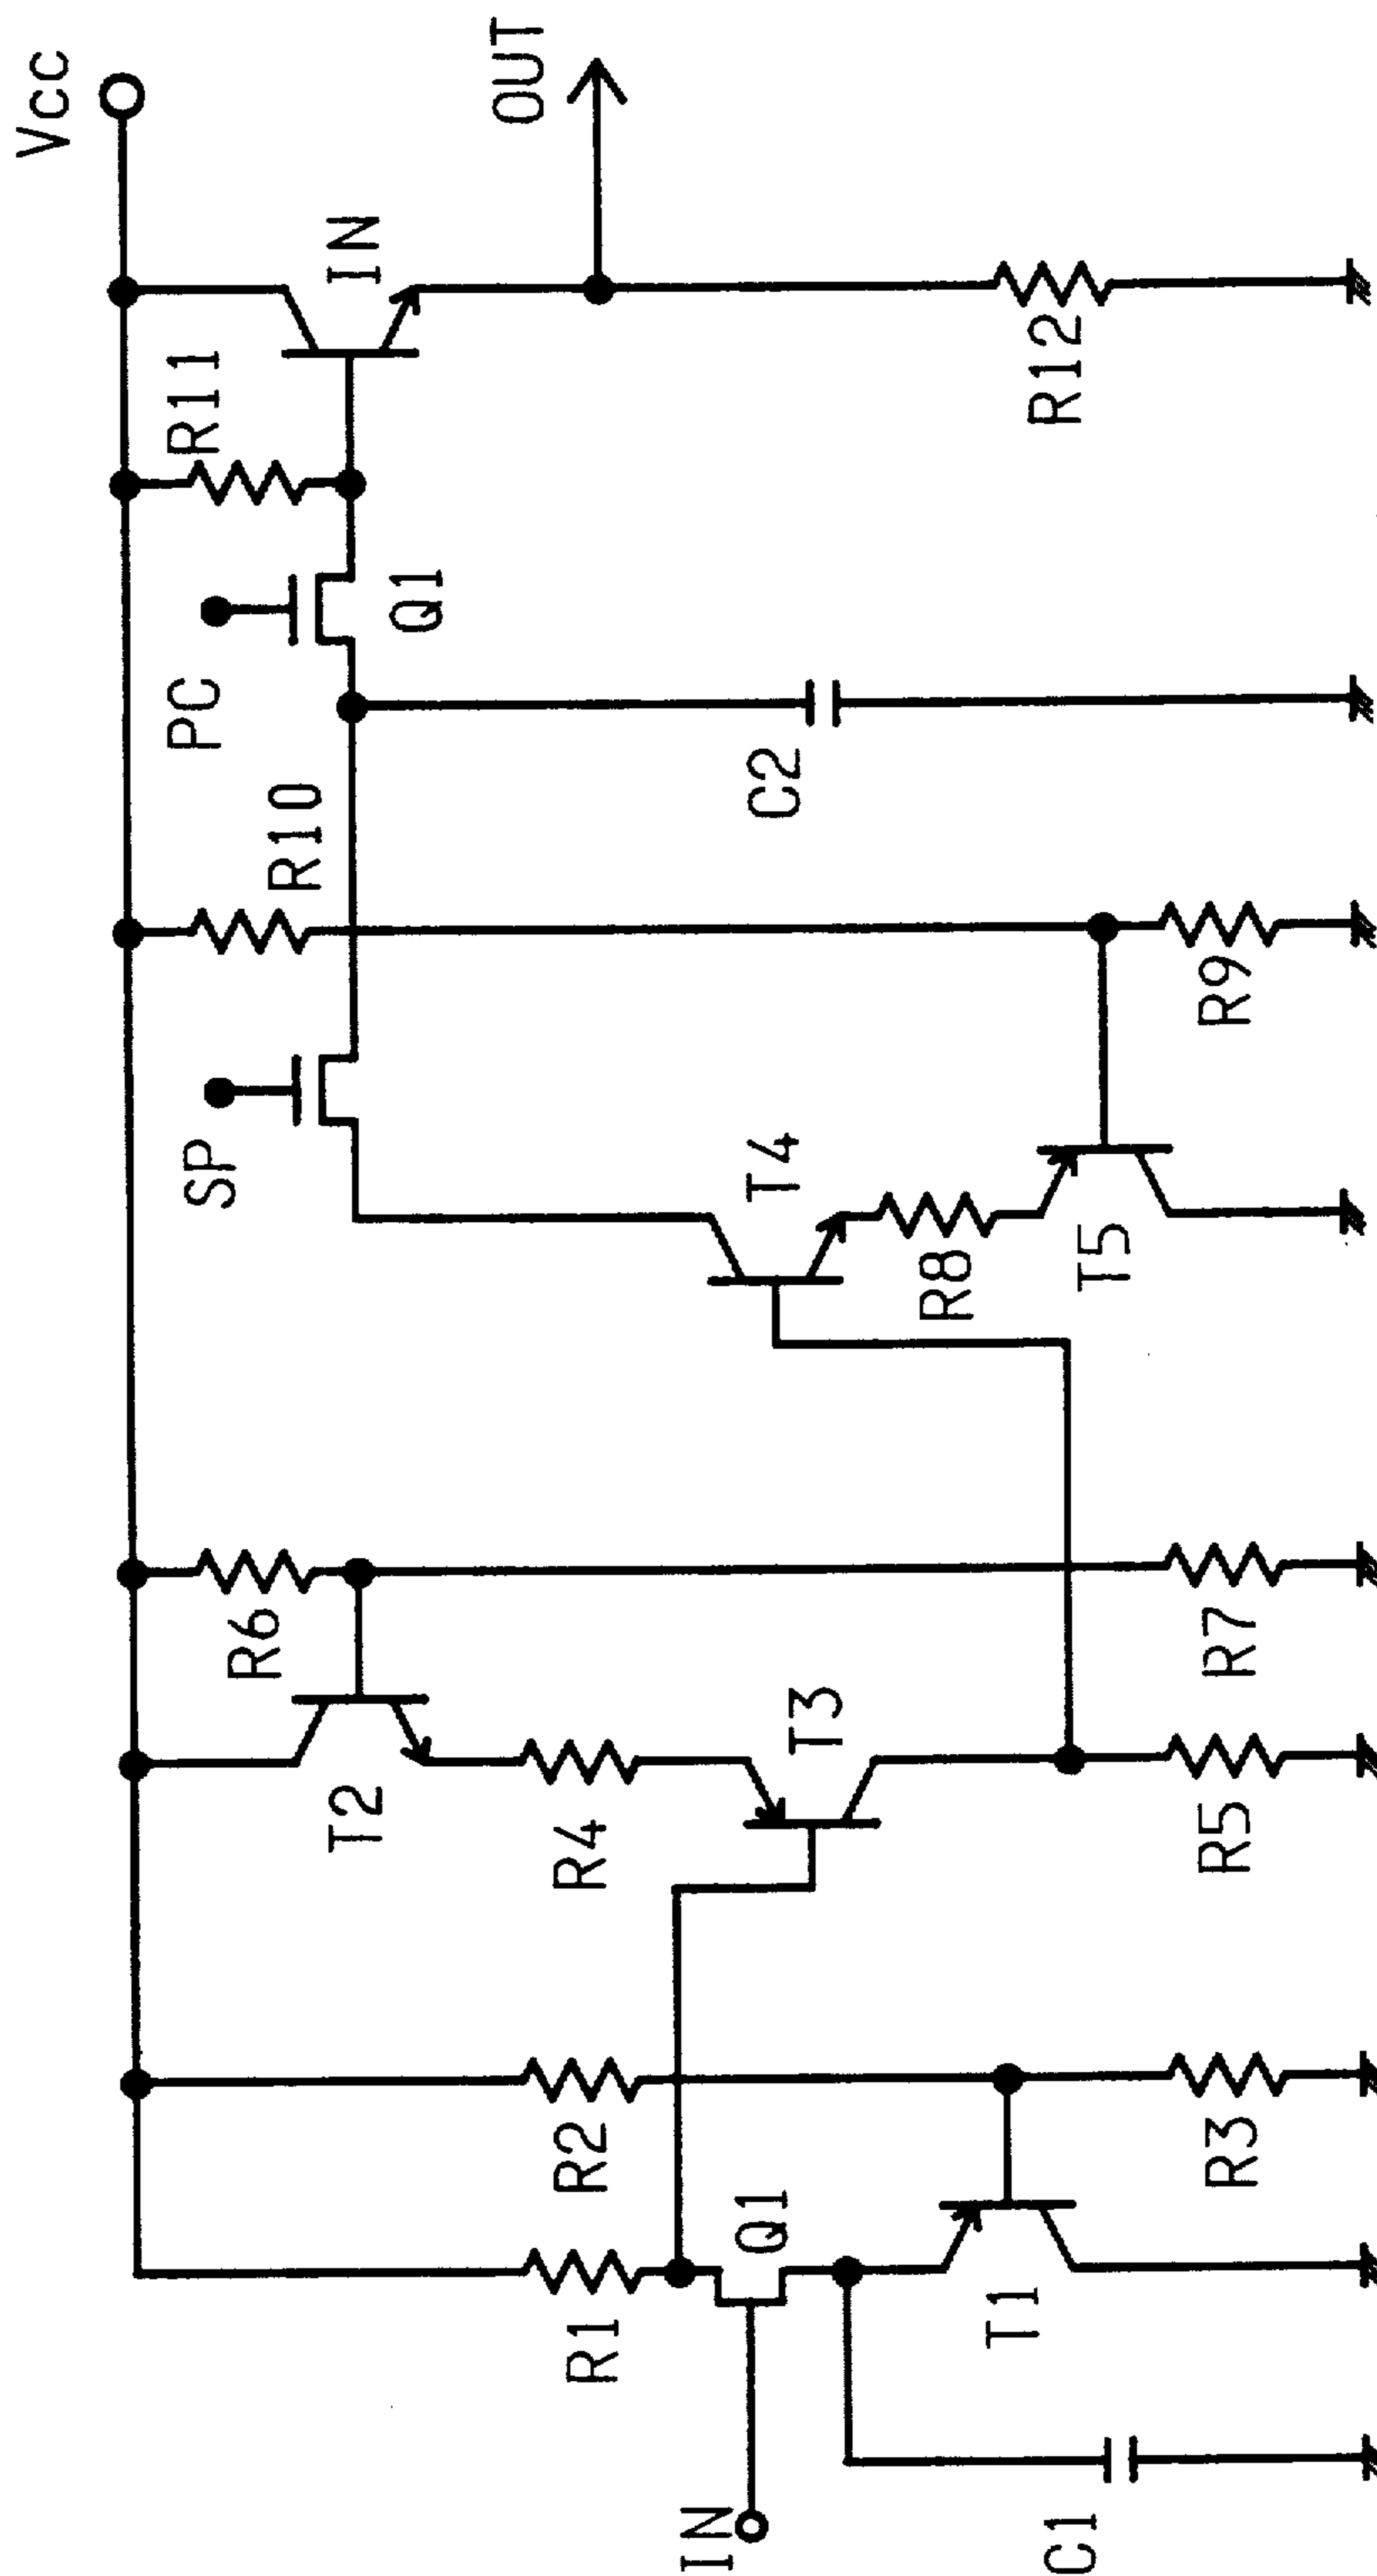 Vcc
OUT
IN
R11
R12
PC
Q1
C2
R10
R9
SP
T4
R8
T5
R6
R7
T2
T3
R4
R5
R2
R3
R1
Q1
T1
IN
C1